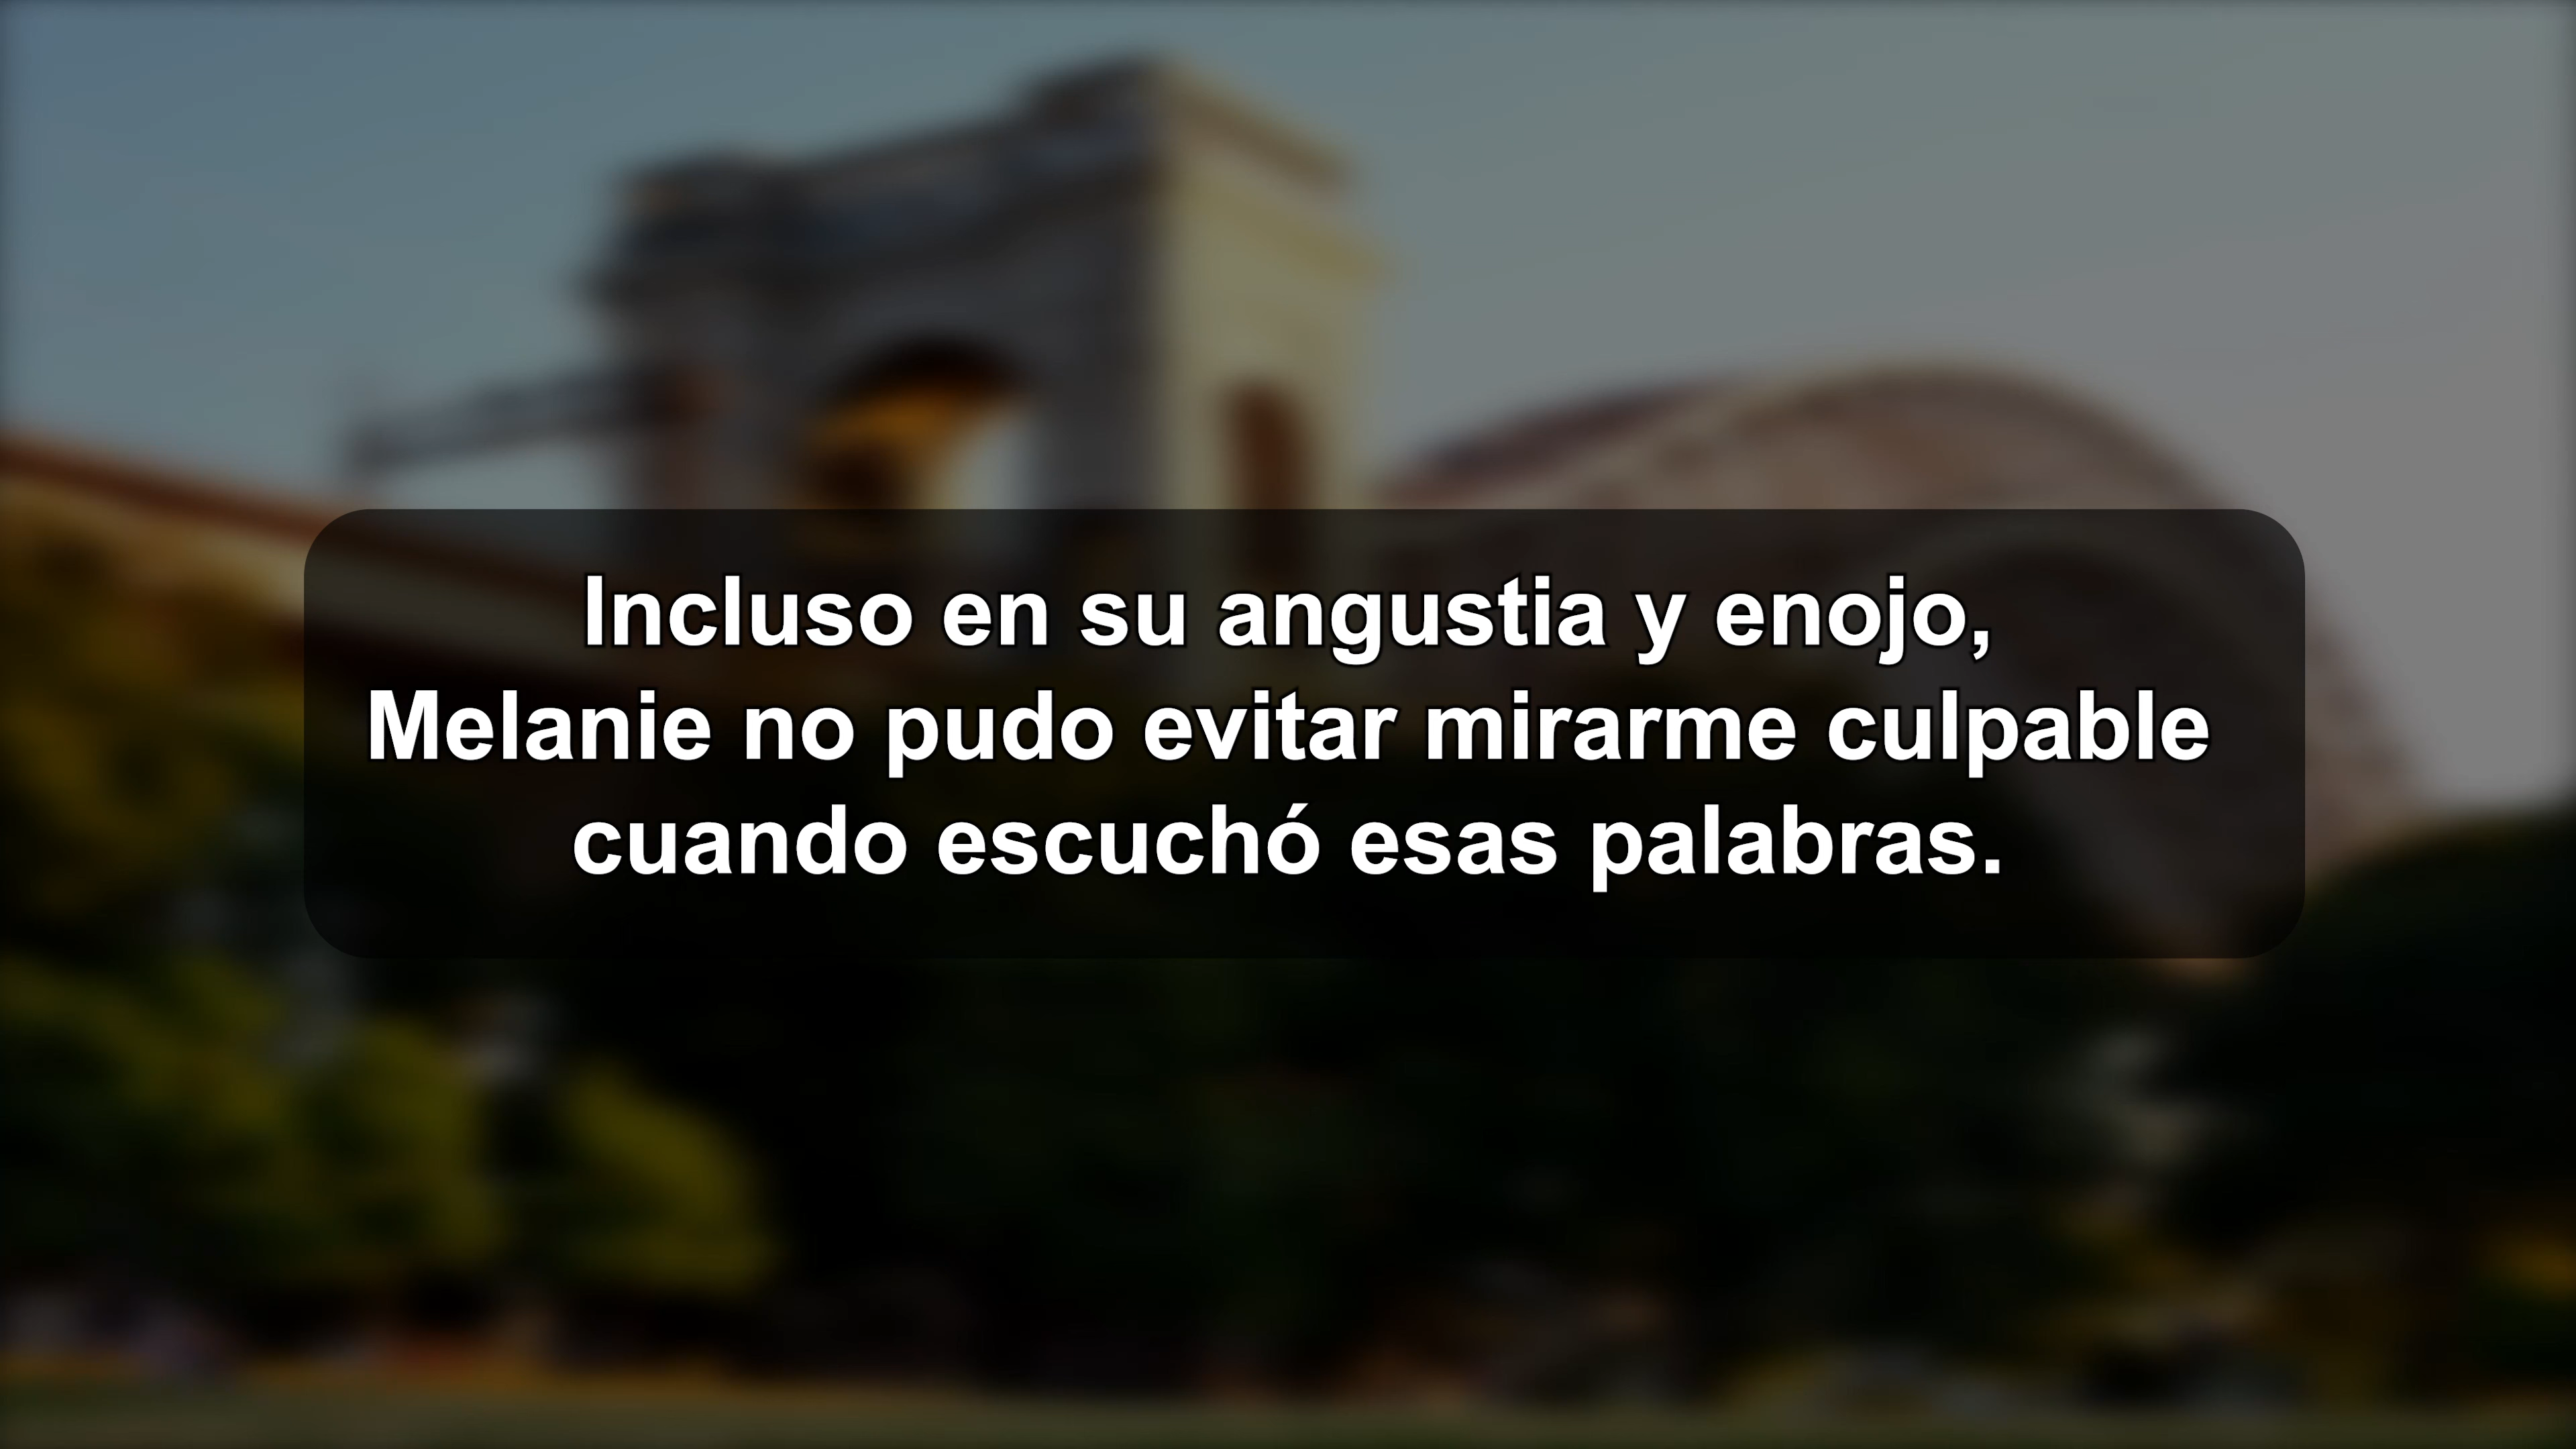 Incluso en su angustia y enojo,
Melanie no pudo evitar mirarme culpable
cuando escuchó esas palabras.